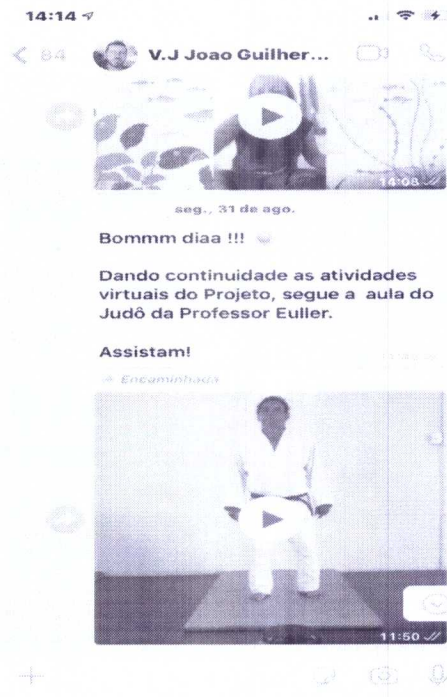 14:14
84
V.J Joao Guilher...
14:08
seg., 31 de ago.
Bommm diaa !!!
Dando continuidade as atividades
virtuais do Projeto, segue a aula do
Judô da Professor Euller.
Assistam!
Encaminhada
11:50